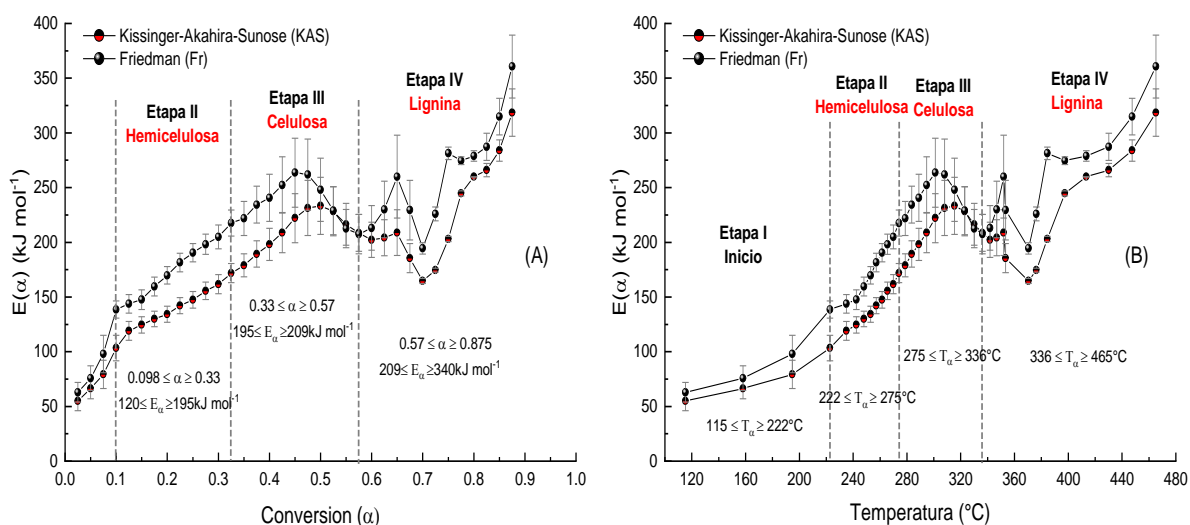 400
350
300
250
200
150
100
50
0
E(α) (kJ mol⁻¹)
Kissinger-Akahira-Sunose (KAS)
Friedman (Fr)
Etapa II
Hemicelulosa
Etapa III
Celulosa
Etapa IV
Lignina
(A)
0.33 ≤ α ≥ 0.57
195≤ Eα ≥209kJ mol⁻¹
0.57 ≤ α ≥ 0.875
209≤ Eα ≥340kJ mol⁻¹
0.098 ≤ α ≥ 0.33
120≤ Eα ≥195kJ mol⁻¹
0.0 0.1 0.2 0.3 0.4 0.5 0.6 0.7 0.8 0.9 1.0
Conversion (α)
400
350
300
250
200
150
100
50
0
E(α) (kJ mol⁻¹)
Kissinger-Akahira-Sunose (KAS)
Friedman (Fr)
Etapa II
Hemicelulosa
Etapa III
Celulosa
Etapa IV
Lignina
Etapa I
Inicio
(B)
275 ≤ Tα ≥ 336°C
336 ≤ Tα ≥ 465°C
222 ≤ Tα ≥ 275°C
115 ≤ Tα ≥ 222°C
120 160 200 240 280 320 360 400 440 480
Temperatura (°C)